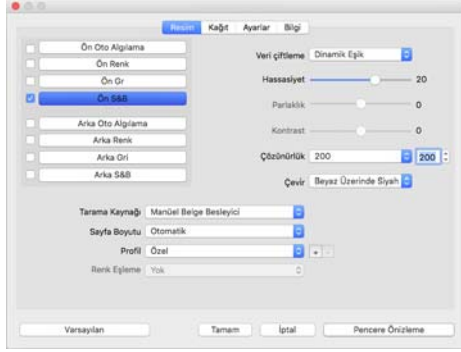 Resim Kağıt Ayarlar Bilgi
Ön Oto Algılama
Ön Renk
Ön Gr
Ön S&B
Arka Oto Algılama
Arka Renk
Arka Gri
Arka S&B
Veri çiftleme Dinamik Eşik
Hassasiyet 20
Parlaklık 0
Kontrast 0
Çözünürlük 200 200
Çevir Beyaz Üzerinde Siyah
Tarama Kaynağı Manüel Belge Besleyici
Sayfa Boyutu Otomatik
Profil Özel + -
Renk Eşleme Yok
Varsayılan Tamam İptal Pencere Önizleme